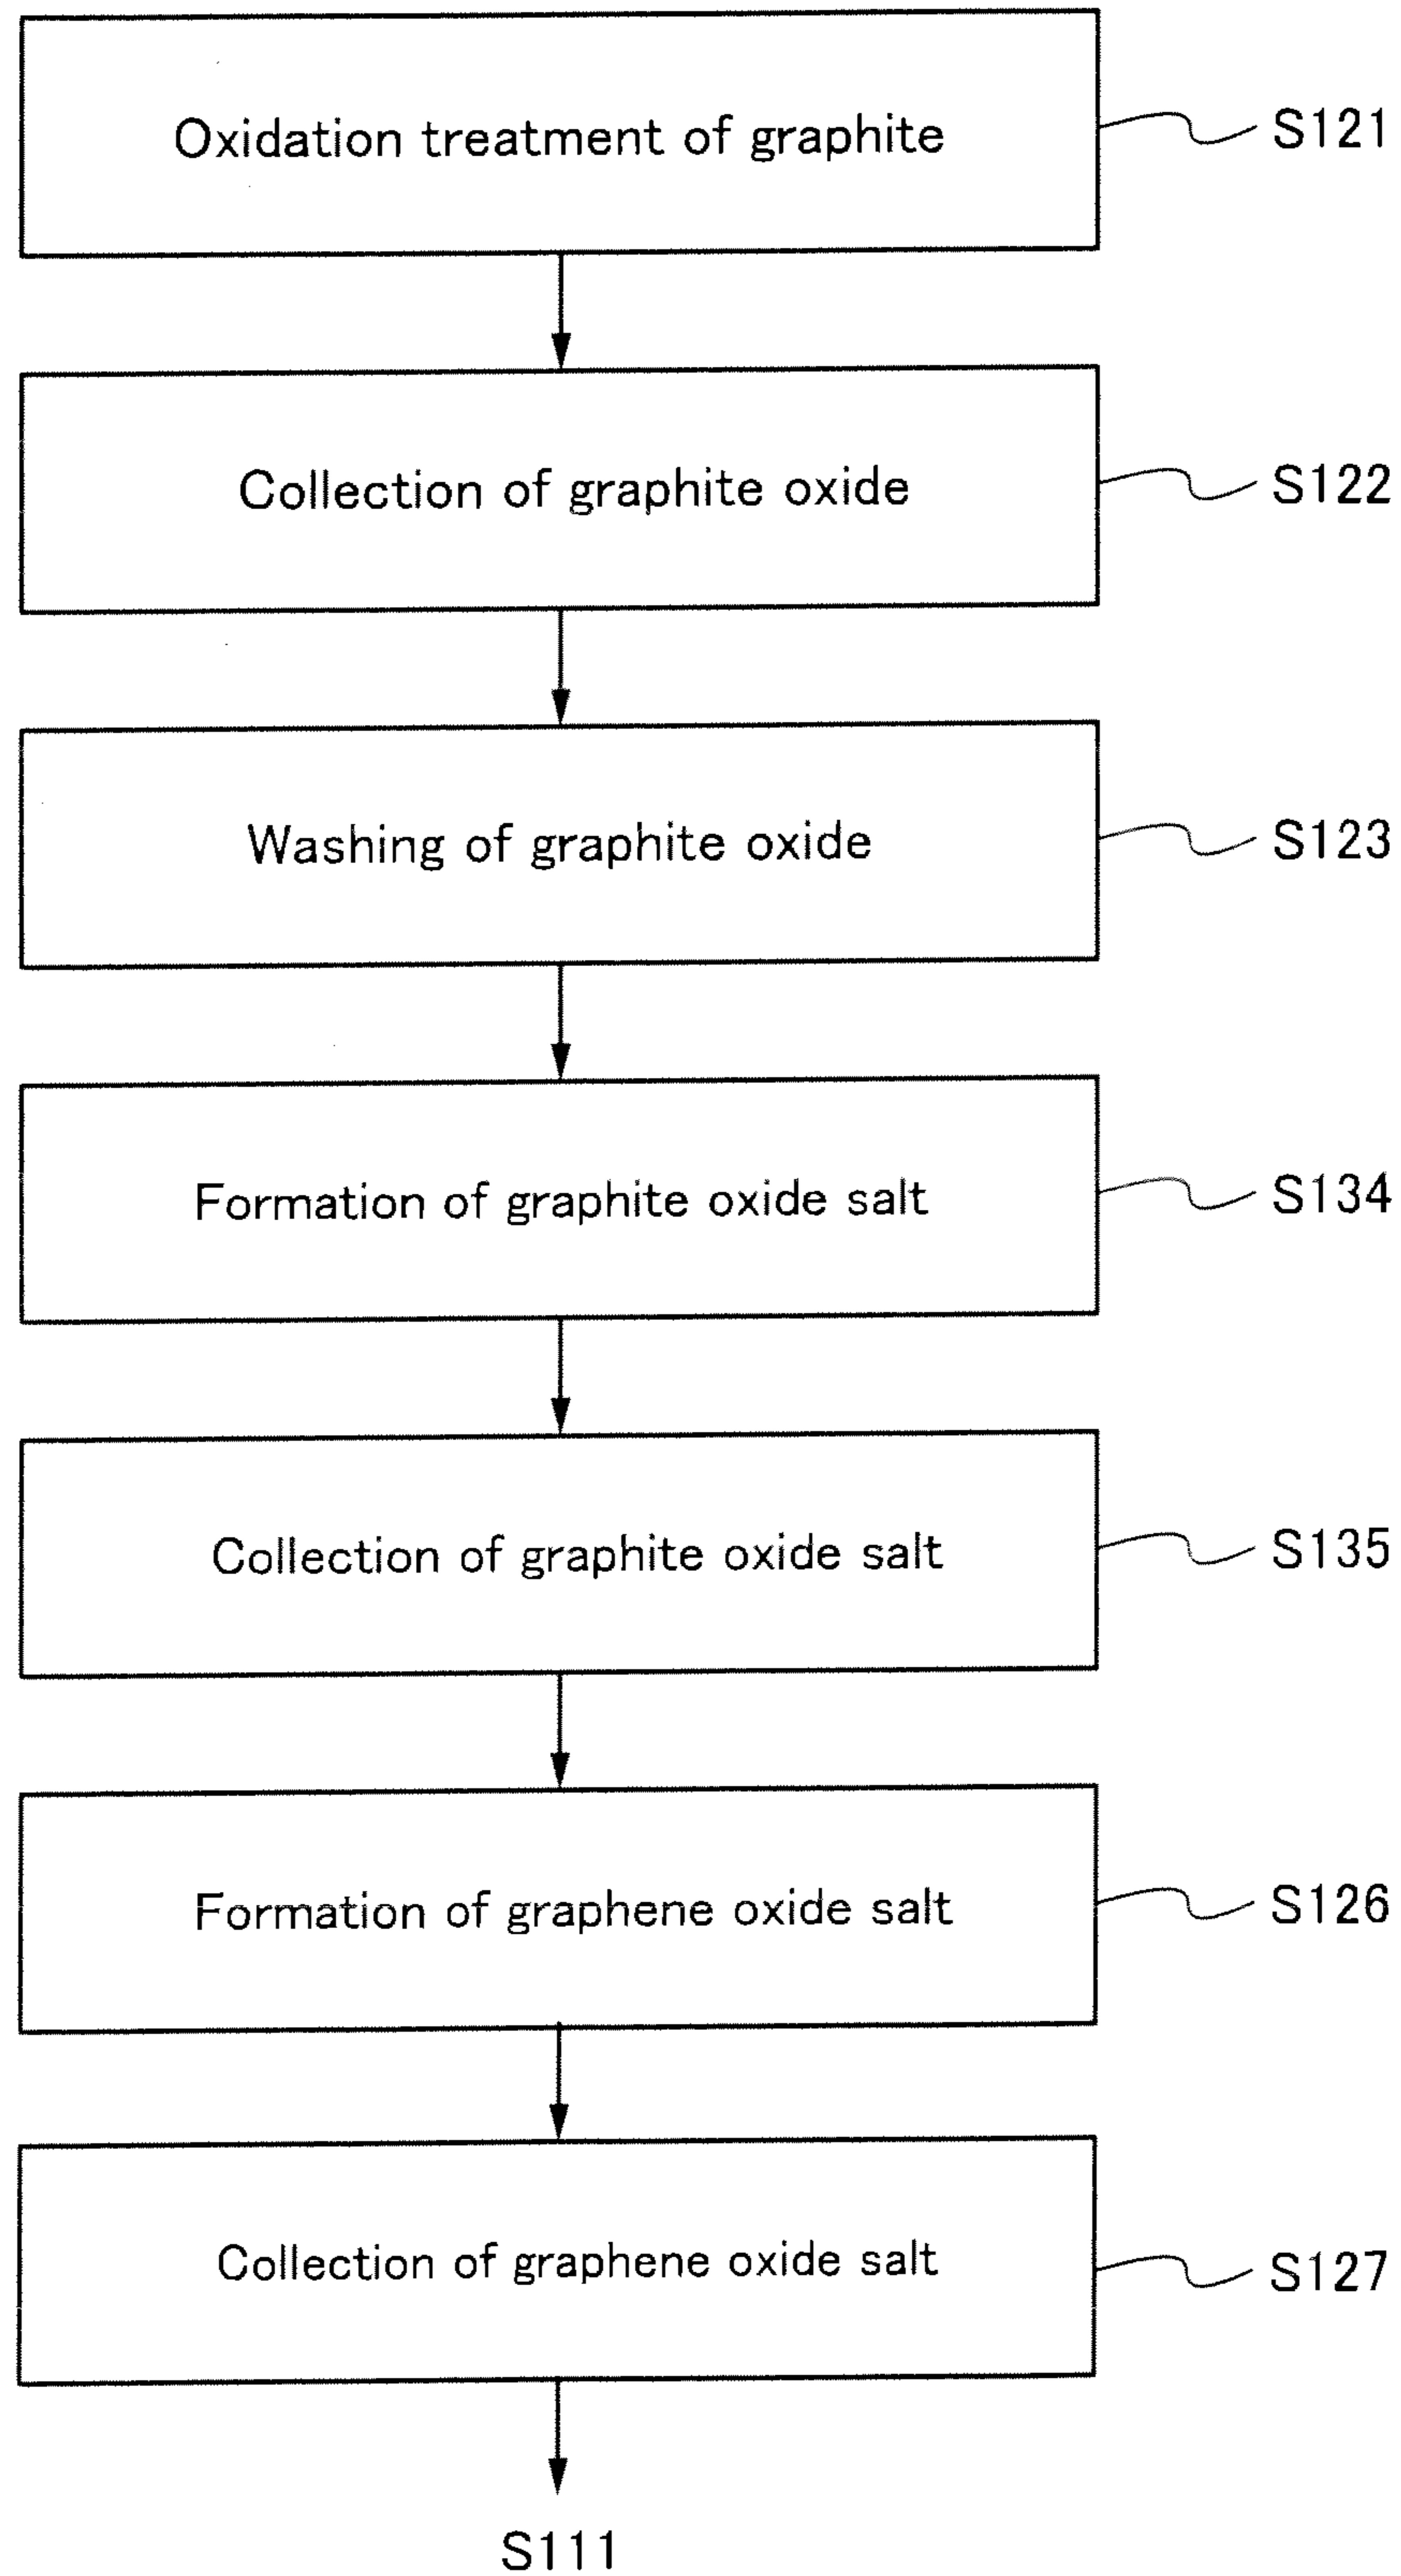 Oxidation treatment of graphite
S121
Collection of graphite oxide
S122
Washing of graphite oxide
S123
Formation of graphite oxide salt
S134
Collection of graphite oxide salt
S135
Formation of graphene oxide salt
S126
Collection of graphene oxide salt
S127
S111